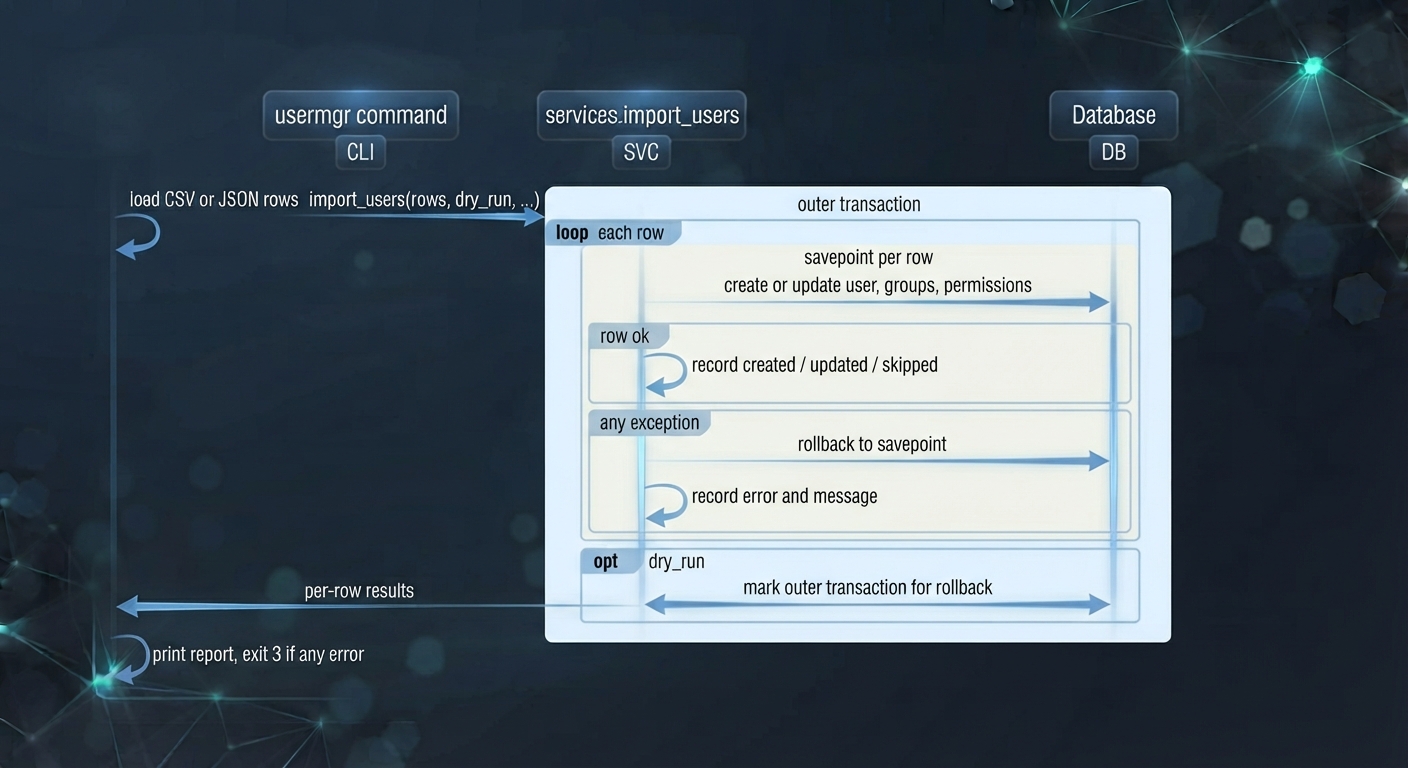 usermgr command
CLI
services.import_users
SVC
Database
DB
load CSV or JSON rows
import_users(rows, dry_run, ...)
outer transaction
loop each row
savepoint per row
create or update user, groups, permissions
row ok
record created / updated / skipped
any exception
rollback to savepoint
record error and message
opt dry_run
mark outer transaction for rollback
per-row results
print report, exit 3 if any error